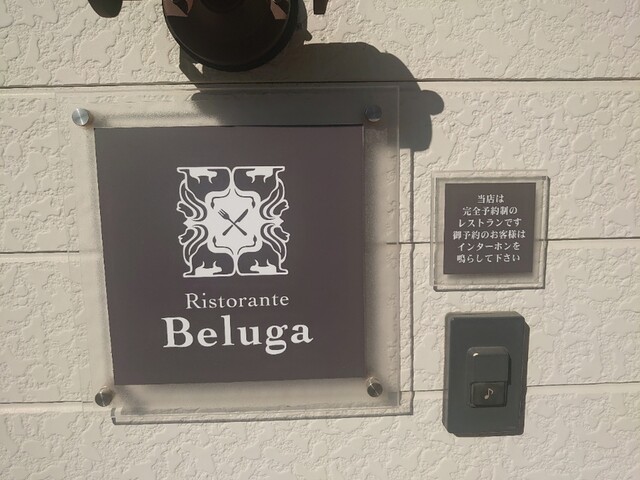 Ristorante
Beluga
当店は
完全予約制の
レストランです
御予約のお客様は
インターホンを
鳴らして下さい